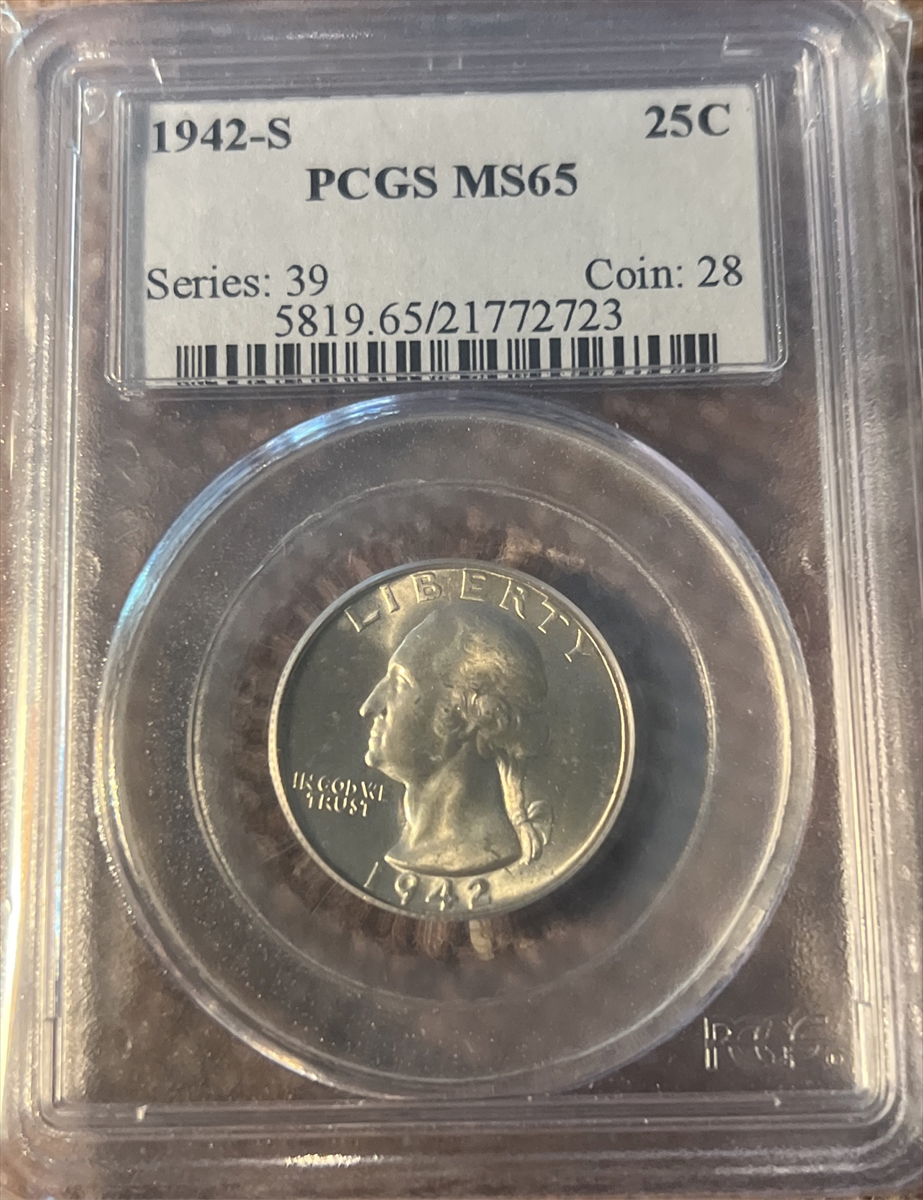 1942-S 25C
PCGS MS65
Series: 39 Coin: 28
5819.65/21772723
LIBERTY
IN GOD WE
TRUST
1942
PCGS